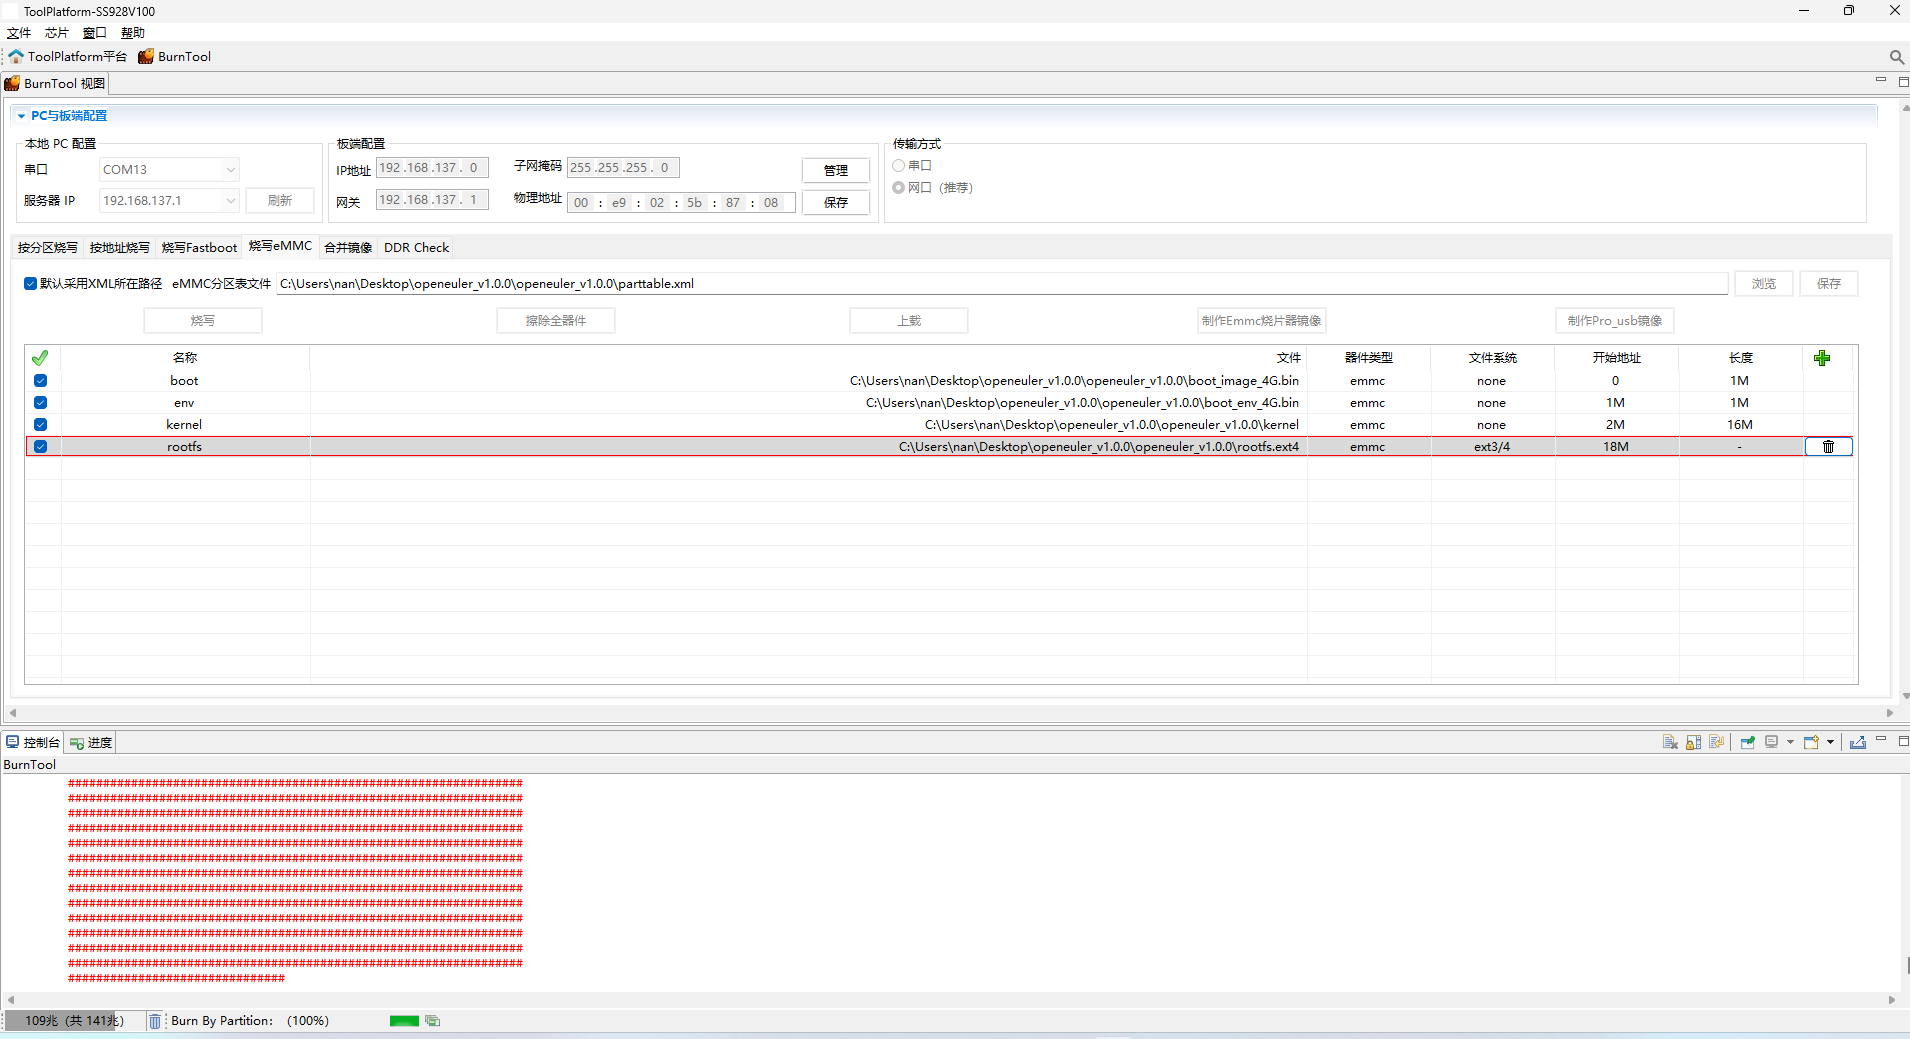 ToolPlatform-SS928V100
文件 芯片 窗口 帮助
ToolPlatform平台 BurnTool
BurnTool 视图
PC与板端配置
本地 PC 配置 板端配置 传输方式
串口 COM13 IP地址 192 .168 .137 . 0 子网掩码 255 .255 .255 . 0 管理 串口
服务器 IP 192.168.137.1 刷新 网关 192 .168 .137 . 1 物理地址 00 : e9 : 02 : 5b : 87 : 08 保存 网口（推荐）
按分区烧写 按地址烧写 烧写Fastboot 烧写eMMC 合并镜像 DDR Check
默认采用XML所在路径 eMMC分区表文件 C:\Users\nan\Desktop\openeuler_v1.0.0\openeuler_v1.0.0\parttable.xml 浏览 保存
烧写 擦除全器件 上载 制作Emmc烧片器镜像 制作Pro_usb镜像
名称 文件 器件类型 文件系统 开始地址 长度
boot C:\Users\nan\Desktop\openeuler_v1.0.0\openeuler_v1.0.0\boot_image_4G.bin emmc none 0 1M
env C:\Users\nan\Desktop\openeuler_v1.0.0\openeuler_v1.0.0\boot_env_4G.bin emmc none 1M 1M
kernel C:\Users\nan\Desktop\openeuler_v1.0.0\openeuler_v1.0.0\kernel emmc none 2M 16M
rootfs C:\Users\nan\Desktop\openeuler_v1.0.0\openeuler_v1.0.0\rootfs.ext4 emmc ext3/4 18M -
控制台 进度
BurnTool
#################################################################
#################################################################
#################################################################
#################################################################
#################################################################
#################################################################
#################################################################
#################################################################
#################################################################
#################################################################
#################################################################
#################################################################
#################################################################
###############################
109兆（共 141兆） Burn By Partition: (100%)